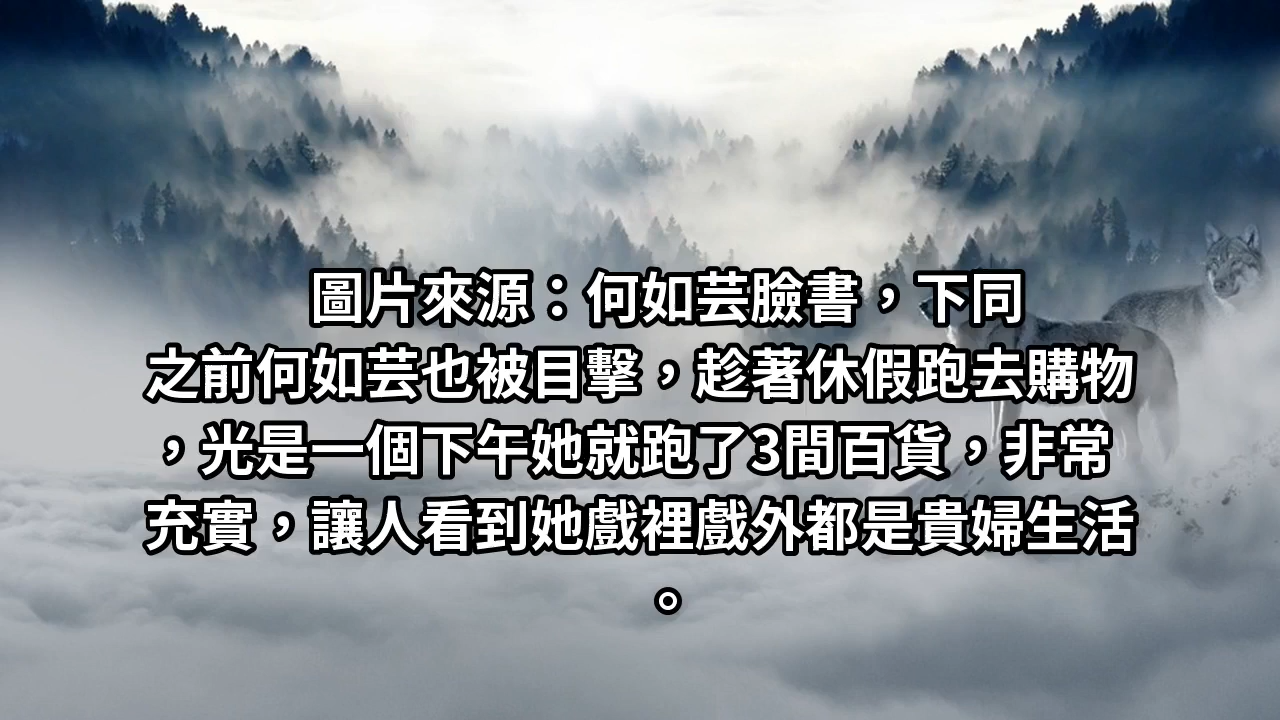 圖片來源：何如芸臉書，下同
之前何如芸也被目擊，趁著休假跑去購物
，光是一個下午她就跑了3間百貨，非常
充實，讓人看到她戲裡戲外都是貴婦生活
。